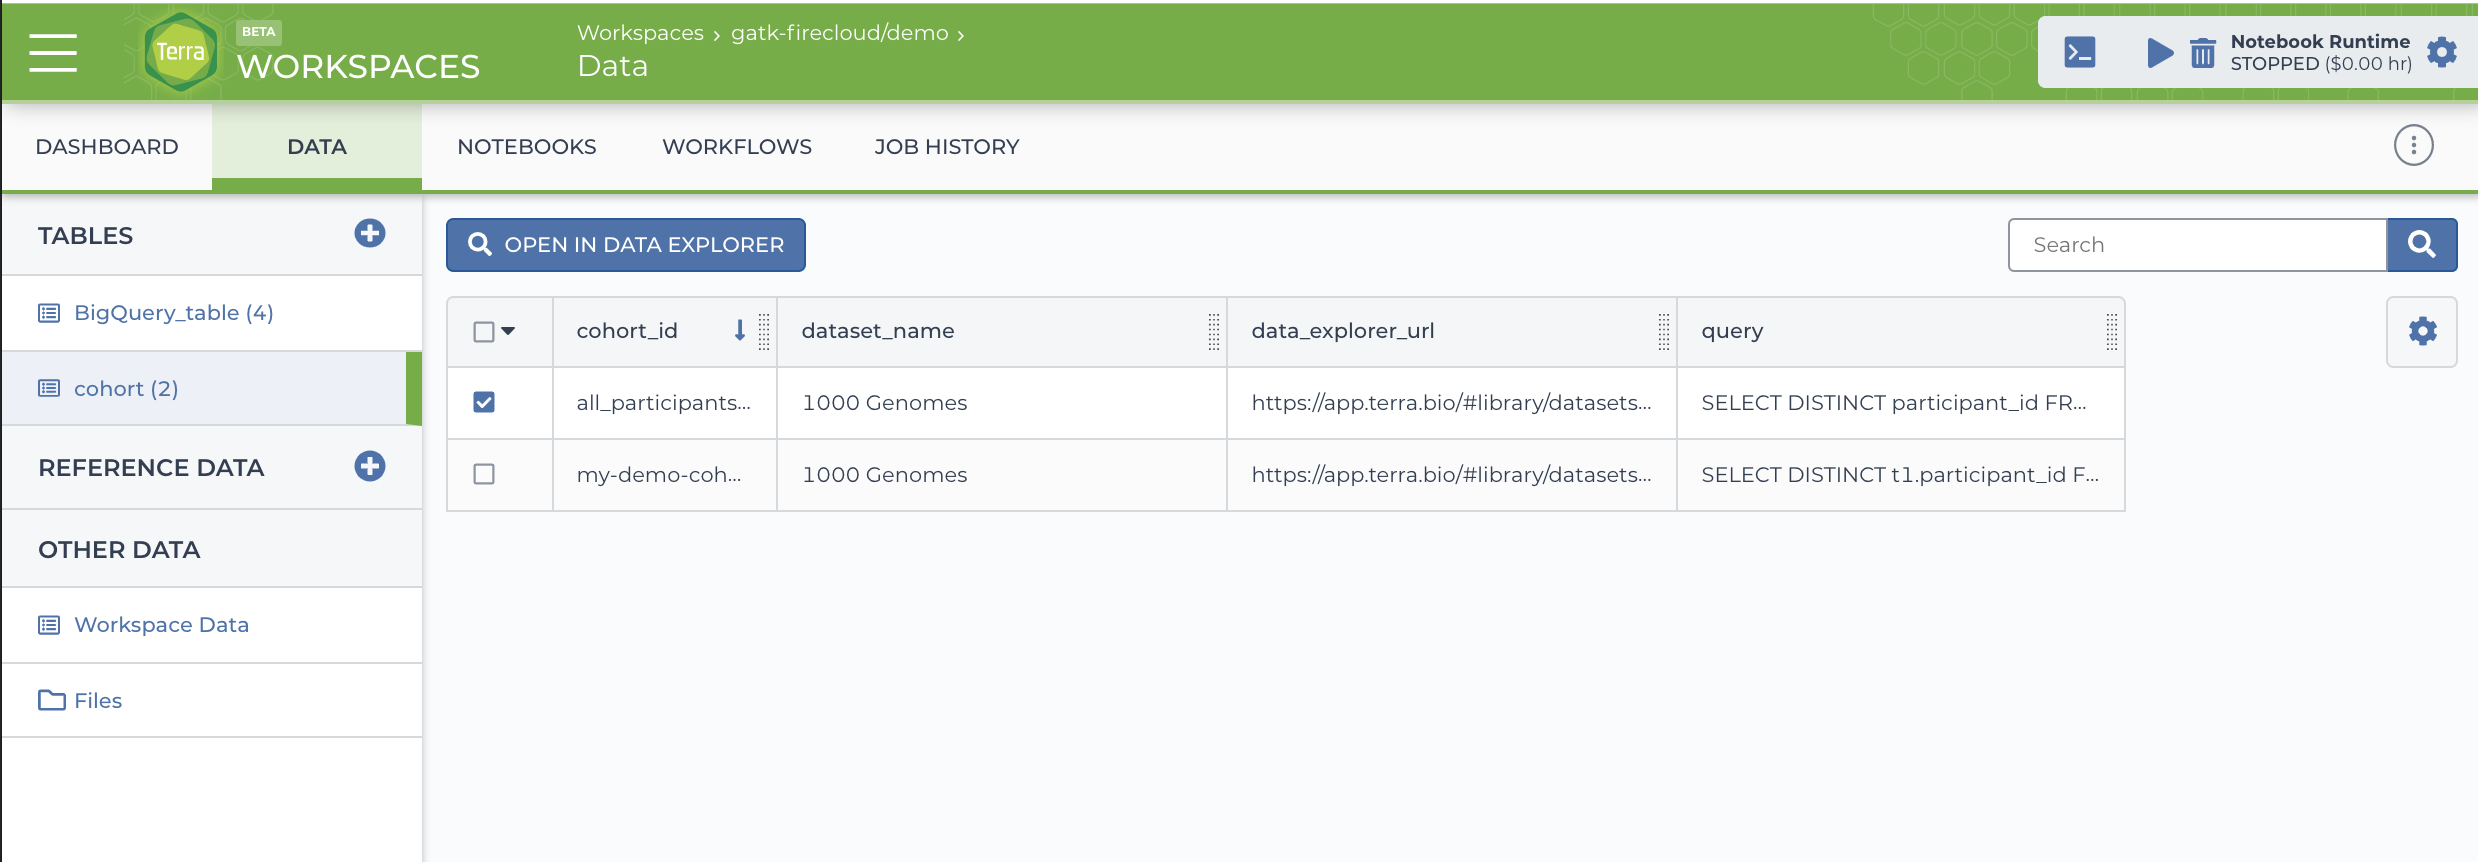 Terra
BETA
WORKSPACES
Workspaces › gatk-firecloud/demo ›
Data
Notebook Runtime
STOPPED ($0.00 hr)
DASHBOARD
DATA
NOTEBOOKS
WORKFLOWS
JOB HISTORY
TABLES
BigQuery_table (4)
cohort (2)
REFERENCE DATA
OTHER DATA
Workspace Data
Files
OPEN IN DATA EXPLORER
Search
cohort_id dataset_name data_explorer_url query
all_participants... 1000 Genomes https://app.terra.bio/#library/datasets... SELECT DISTINCT participant_id FR...
my-demo-coh... 1000 Genomes https://app.terra.bio/#library/datasets... SELECT DISTINCT t1.participant_id F...